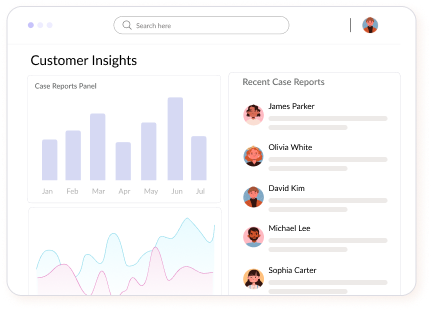 Search here
Customer Insights
Case Reports Panel
Jan Feb Mar Apr May Jun Jul
Recent Case Reports
James Parker
Olivia White
David Kim
Michael Lee
Sophia Carter